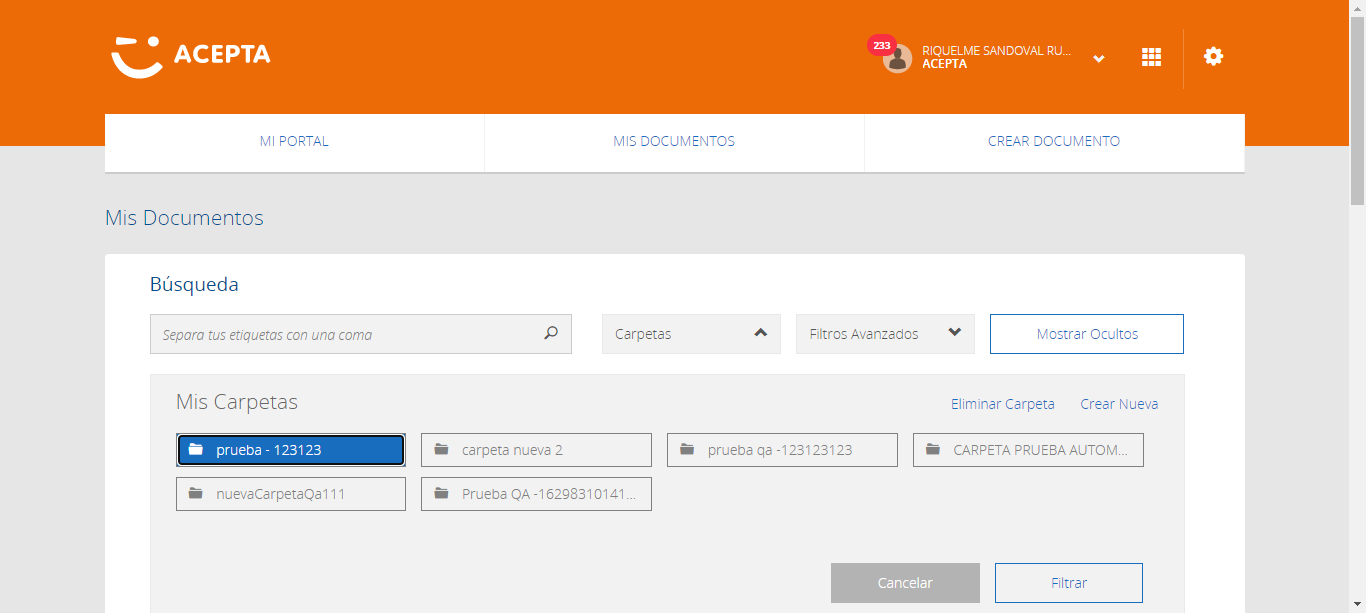 ACEPTA
233
RIQUELME SANDOVAL RU...
ACEPTA
MI PORTAL
MIS DOCUMENTOS
CREAR DOCUMENTO
Mis Documentos
Búsqueda
Separa tus etiquetas con una coma
Carpetas
Filtros Avanzados
Mostrar Ocultos
Mis Carpetas
Eliminar Carpeta
Crear Nueva
prueba - 123123
carpeta nueva 2
prueba qa -123123123
CARPETA PRUEBA AUTOM...
nuevaCarpetaQa111
Prueba QA -16298310141...
Cancelar
Filtrar